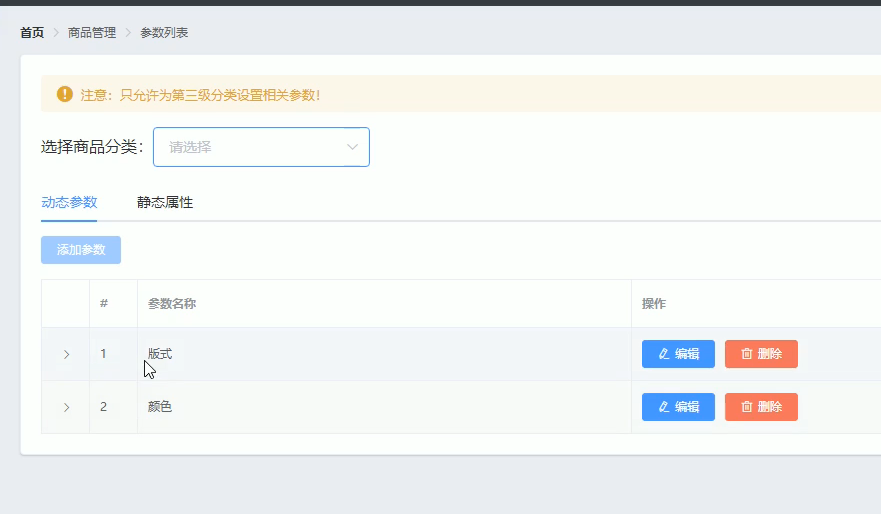 首页 > 商品管理 > 参数列表
注意：只允许为第三级分类设置相关参数！
选择商品分类： 请选择
动态参数 静态属性
添加参数
# 参数名称 操作
1 版式 编辑 删除
2 颜色 编辑 删除